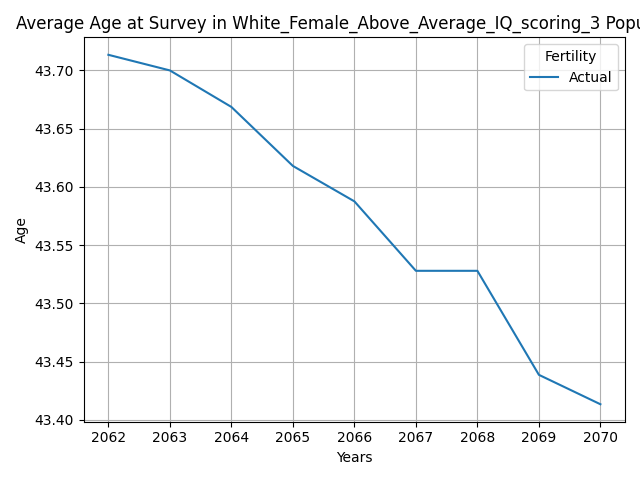 Average Age at Survey in White_Female_Above_Average_IQ_scoring_3 Popu
Fertility
Actual
43.70
43.65
43.60
43.55
43.50
43.45
43.40
Age
2062 2063 2064 2065 2066 2067 2068 2069 2070
Years